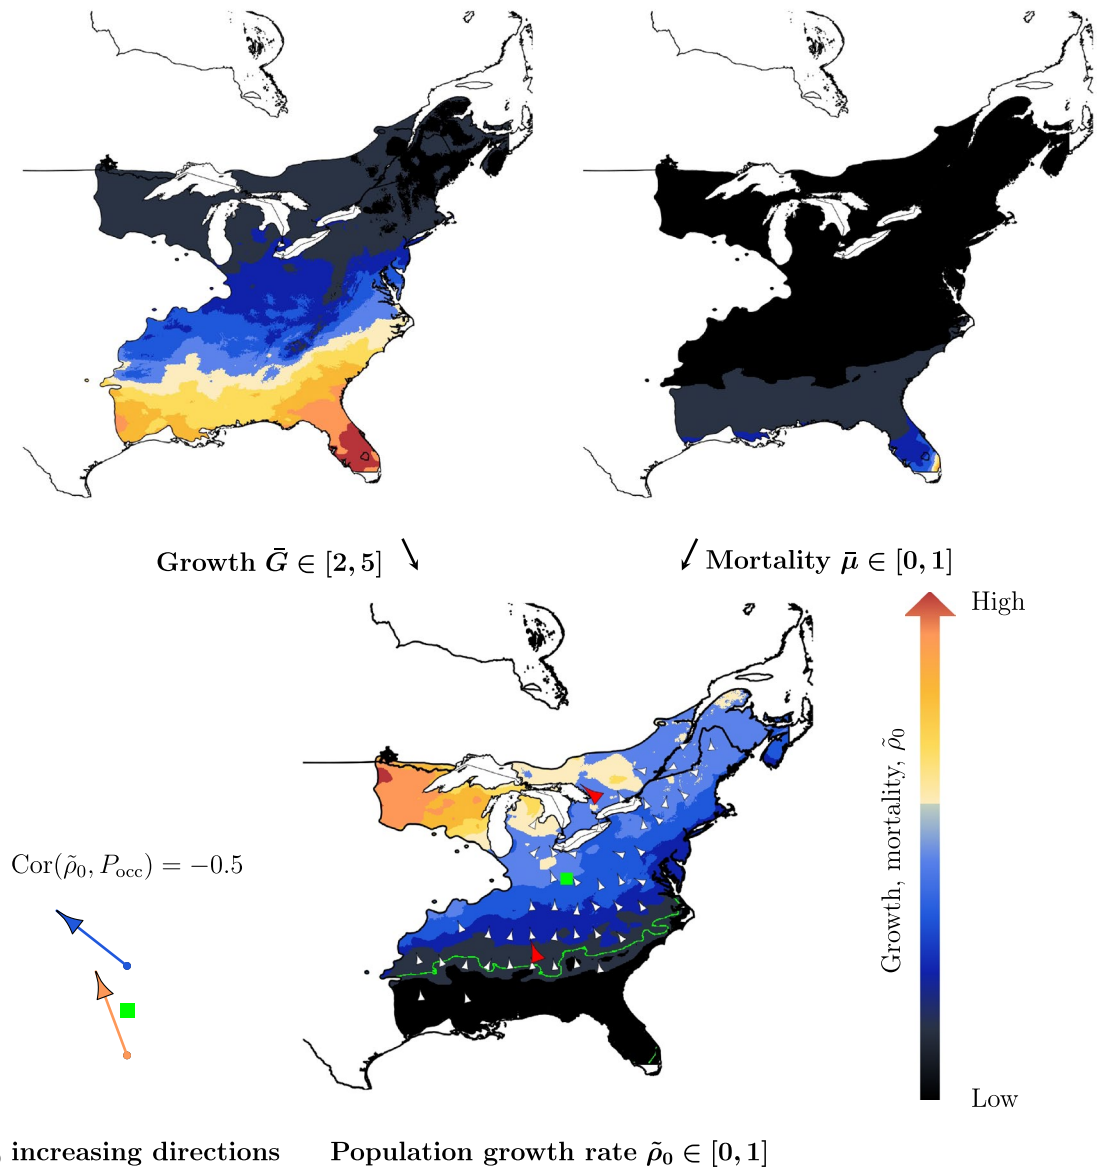 Growth Ḡ ∈ [2, 5]
Mortality μ̄ ∈ [0, 1]
High
Growth, mortality, ρ̃₀
Cor(ρ̃₀, Pₒcc) = −0.5
Low
, increasing directions
Population growth rate ρ̃₀ ∈ [0, 1]